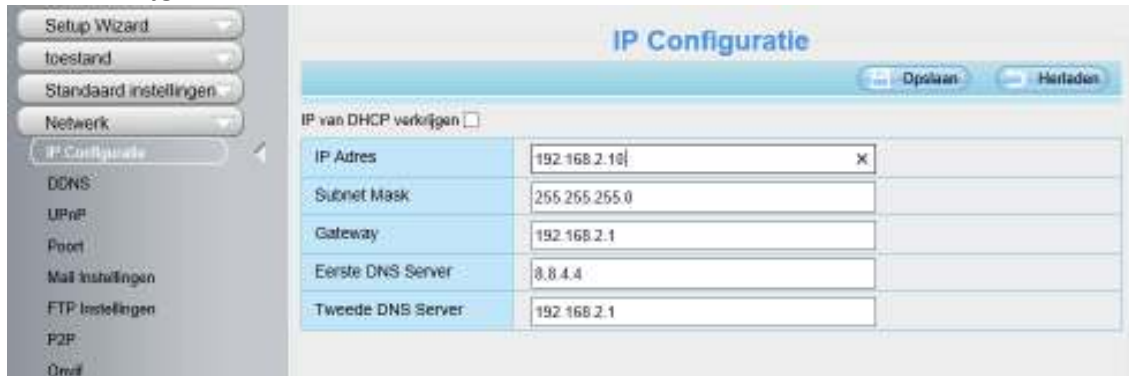 Setup Wizard
toestand
Standaard instellingen
Netwerk
IP Configuratie
DDNS
UPnP
Poort
Mail Instellingen
FTP Instellingen
P2P
Onvif
IP Configuratie
Opslaan
Herladen
IP van DHCP verkrijgen
IP Adres
192.168.2.10
Subnet Mask
255.255.255.0
Gateway
192.168.2.1
Eerste DNS Server
8.8.4.4
Tweede DNS Server
192.168.2.1